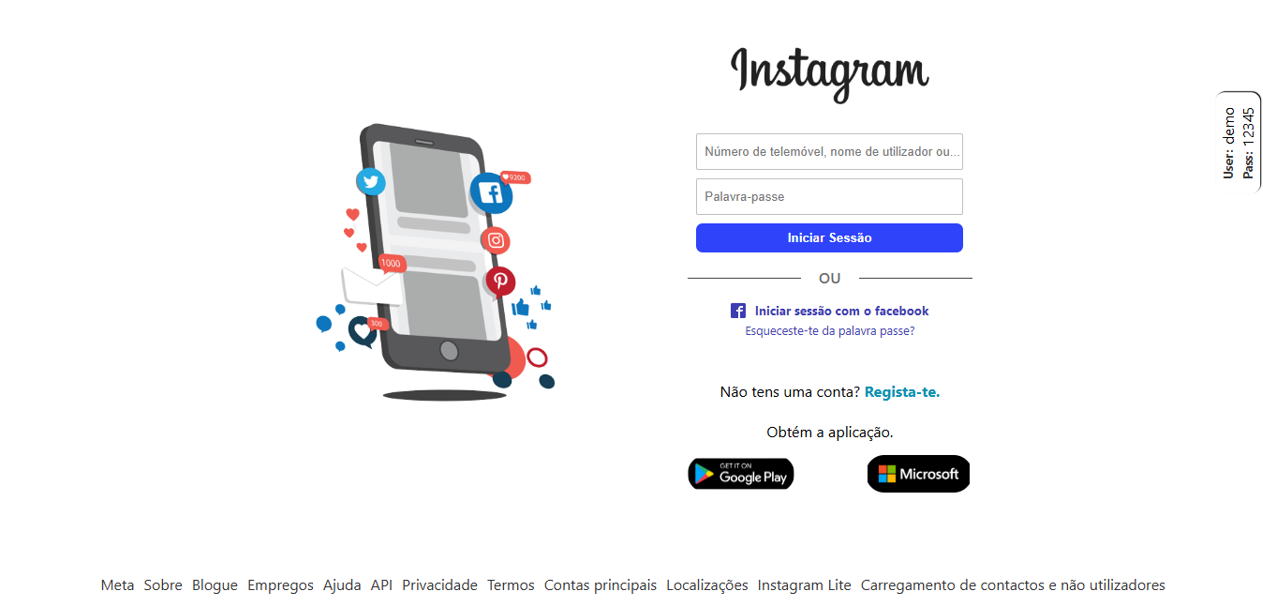 Instagram
Número de telemóvel, nome de utilizador ou...
Palavra-passe
Iniciar Sessão
OU
Iniciar sessão com o facebook
Esqueceste-te da palavra passe?
Não tens uma conta? Regista-te.
Obtém a aplicação.
GET IT ON
Google Play
Microsoft
User: demo
Pass: 12345
9200
1000
300
Meta Sobre Blogue Empregos Ajuda API Privacidade Termos Contas principais Localizações Instagram Lite Carregamento de contactos e não utilizadores